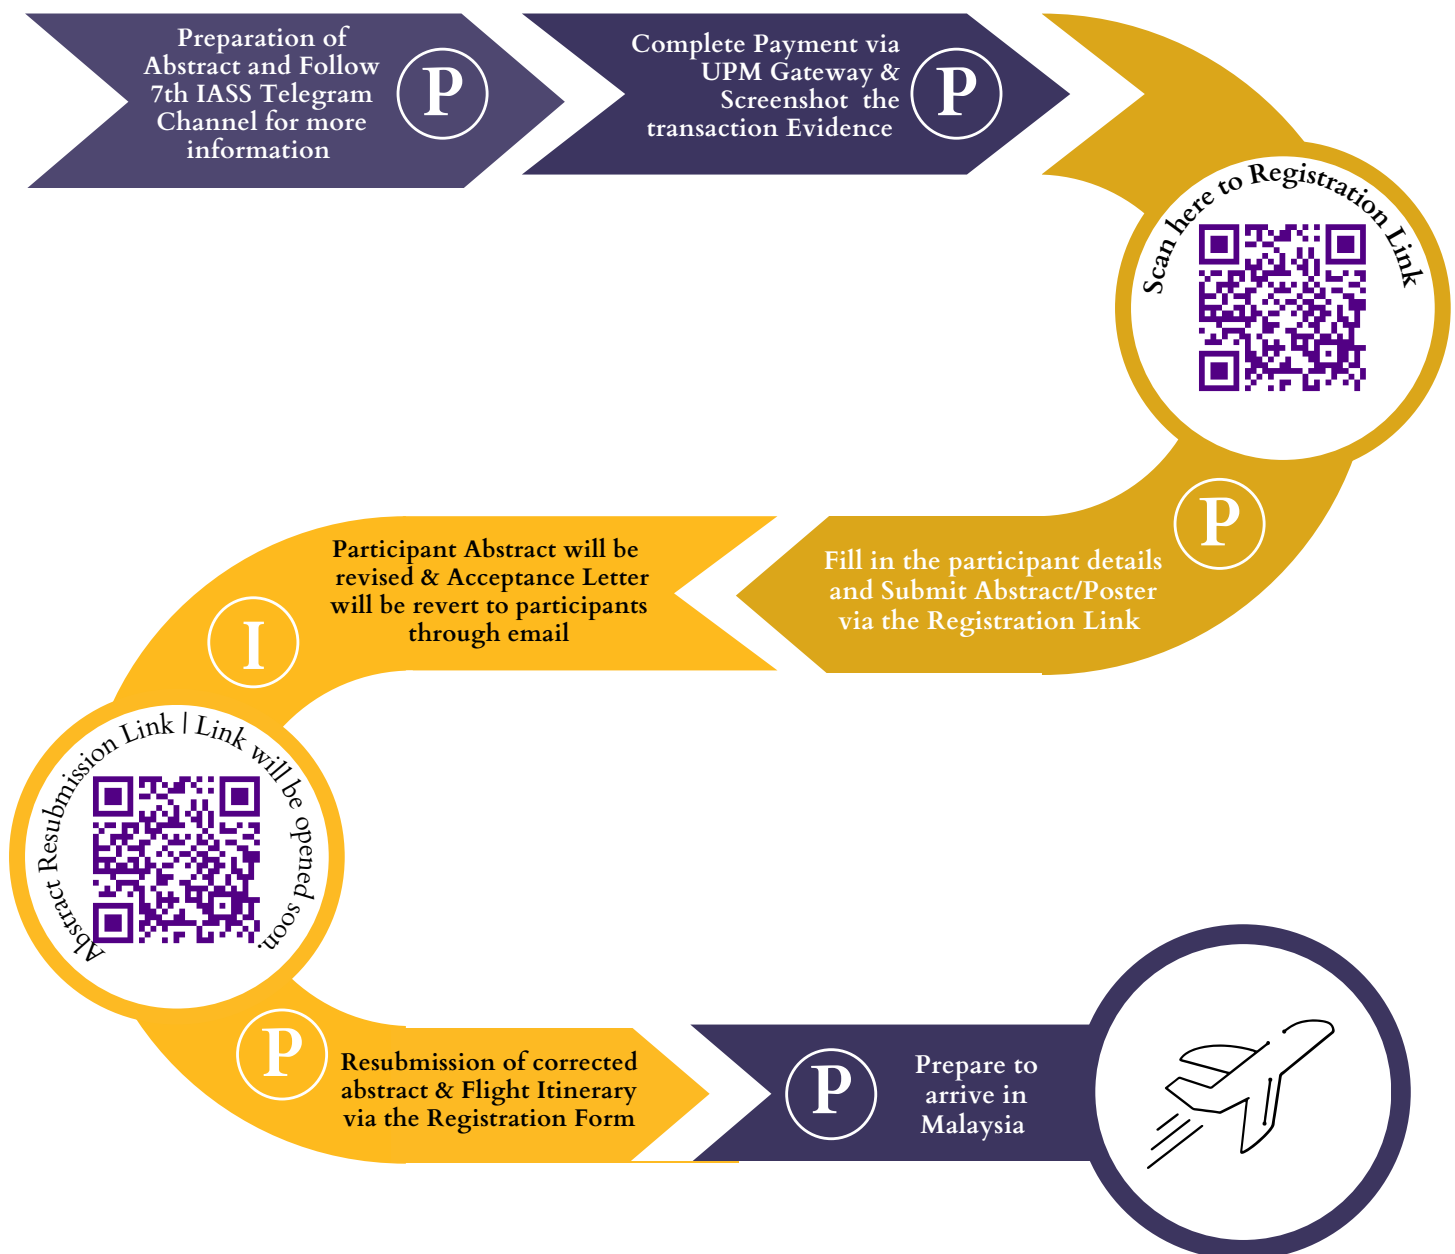 Preparation of
Abstract and Follow
7th IASS Telegram
Channel for more
information
P
Complete Payment via
UPM Gateway &
Screenshot the
transaction Evidence
P
Scan here to Registration Link
P
Fill in the participant details
and Submit Abstract/Poster
via the Registration Link
Participant Abstract will be
revised & Acceptance Letter
will be revert to participants
through email
I
Abstract Resubmission Link | Link will be opened soon.
P
Resubmission of corrected
abstract & Flight Itinerary
via the Registration Form
P
Prepare to
arrive in
Malaysia